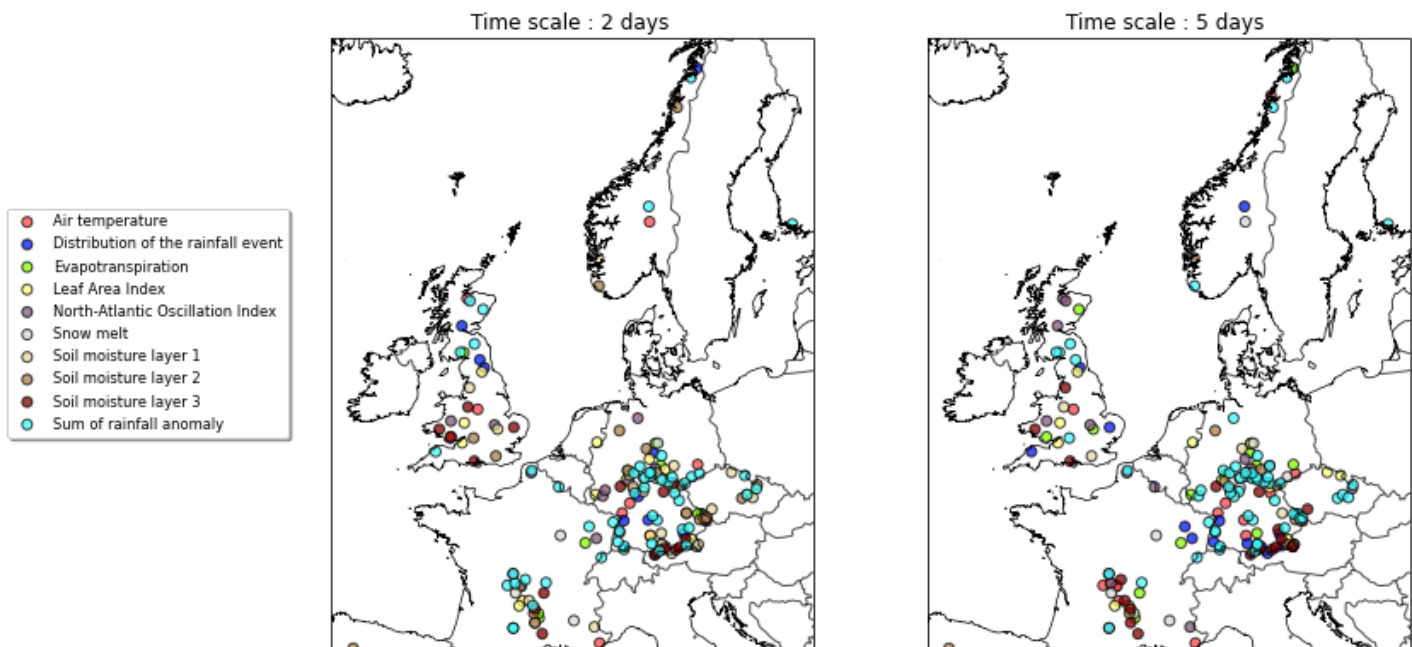 Time scale : 2 days
Time scale : 5 days
Air temperature
Distribution of the rainfall event
Evapotranspiration
Leaf Area Index
North-Atlantic Oscillation Index
Snow melt
Soil moisture layer 1
Soil moisture layer 2
Soil moisture layer 3
Sum of rainfall anomaly